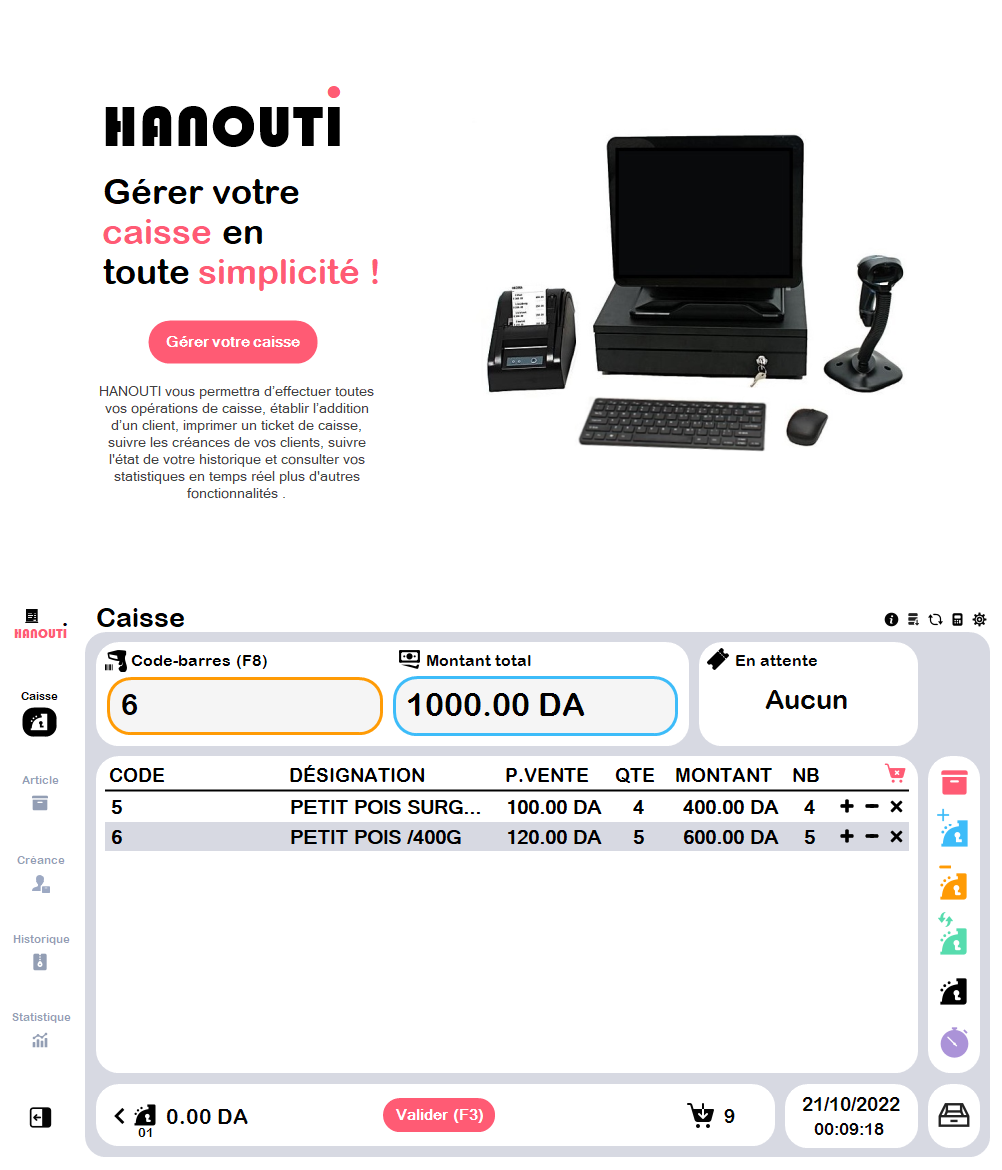 HANOUTi
Gérer votre
caisse en
toute simplicité !
Gérer votre caisse
HANOUTI vous permettra d’effectuer toutes
vos opérations de caisse, établir l’addition
d’un client, imprimer un ticket de caisse,
suivre les créances de vos clients, suivre
l'état de votre historique et consulter vos
statistiques en temps réel plus d'autres
fonctionnalités .
HANOUTI
Caisse
Code-barres (F8)
Montant total
En attente
6
1000.00 DA
Aucun
Caisse
Article
Créance
Historique
Statistique
CODE DÉSIGNATION P.VENTE QTE MONTANT NB
5 PETIT POIS SURG... 100.00 DA 4 400.00 DA 4
6 PETIT POIS /400G 120.00 DA 5 600.00 DA 5
01
0.00 DA
Valider (F3)
9
21/10/2022
00:09:18